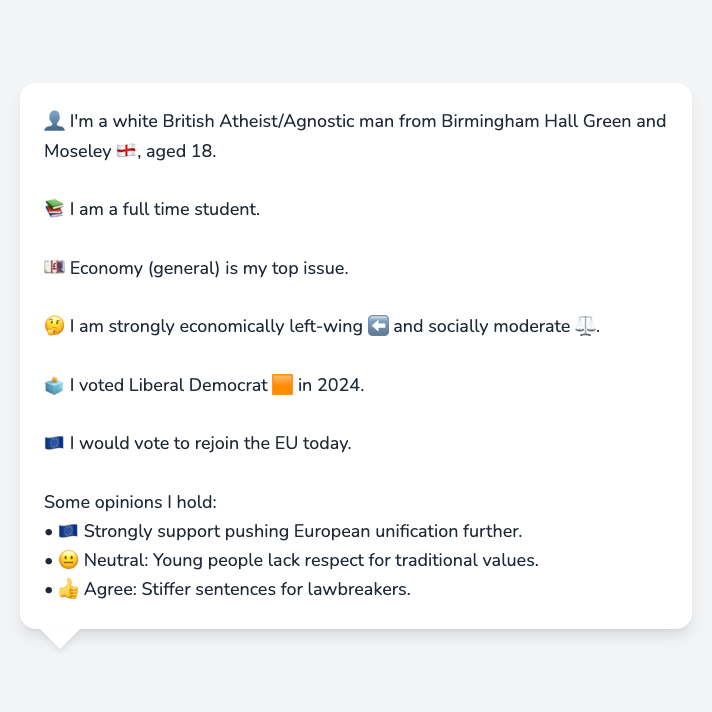 👤 I'm a white British Atheist/Agnostic man from Birmingham Hall Green and
Moseley 🏴󠁧󠁢󠁥󠁮󠁧󠁿, aged 18.
📚 I am a full time student.
💷 Economy (general) is my top issue.
🤔 I am strongly economically left-wing ⬅️ and socially moderate ⚖️.
🗳️ I voted Liberal Democrat 🟧 in 2024.
🇪🇺 I would vote to rejoin the EU today.
Some opinions I hold:
• 🇪🇺 Strongly support pushing European unification further.
• 😐 Neutral: Young people lack respect for traditional values.
• 👍 Agree: Stiffer sentences for lawbreakers.